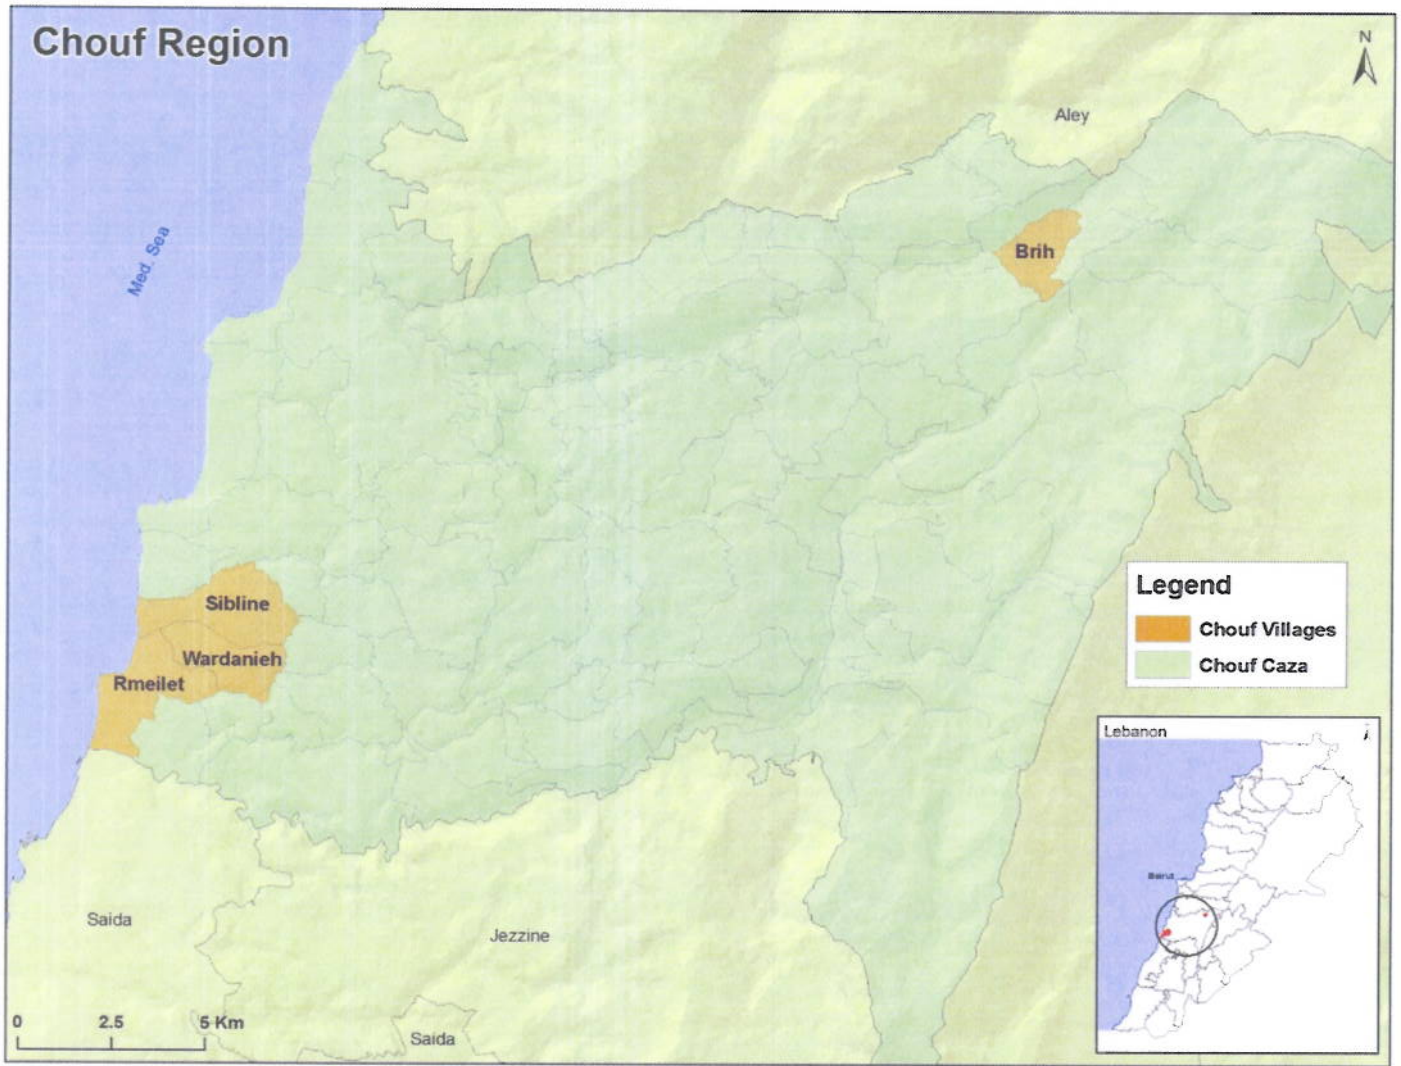 Chouf Region
N
Aley
Brih
Med. Sea
Sibline
Wardanieh
Rmeilet
Legend
Chouf Villages
Chouf Caza
Lebanon
Beirut
Saida
Jezzine
Saida
0 2.5 5 Km